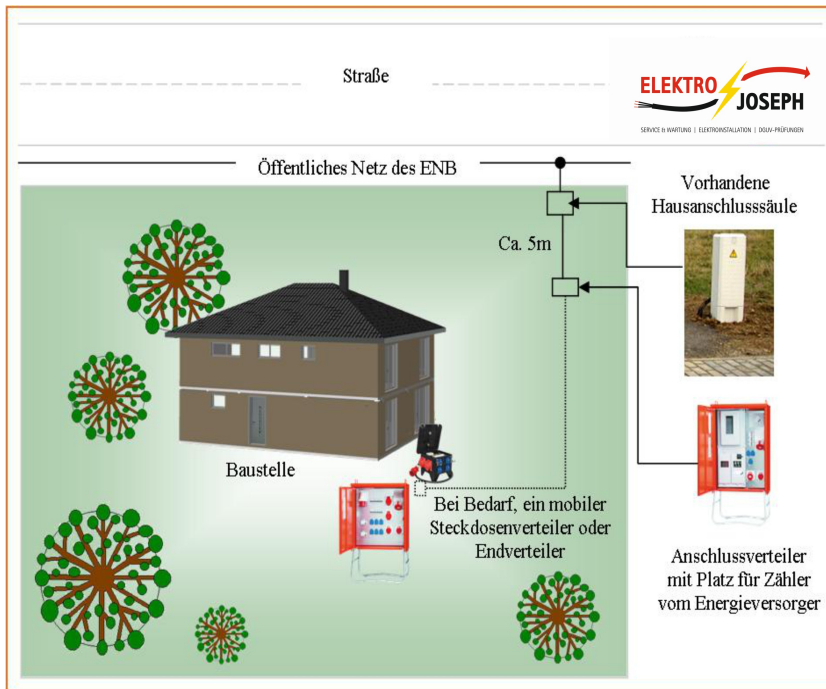 Straße
ELEKTRO
JOSEPH
SERVICE & WARTUNG | ELEKTROINSTALLATION | DGUV-PRÜFUNGEN
Öffentliches Netz des ENB
Vorhandene
Hausanschlusssäule
Ca. 5m
Baustelle
Bei Bedarf, ein mobiler
Steckdosenverteiler oder
Endverteiler
Anschlussverteiler
mit Platz für Zähler
vom Energieversorger